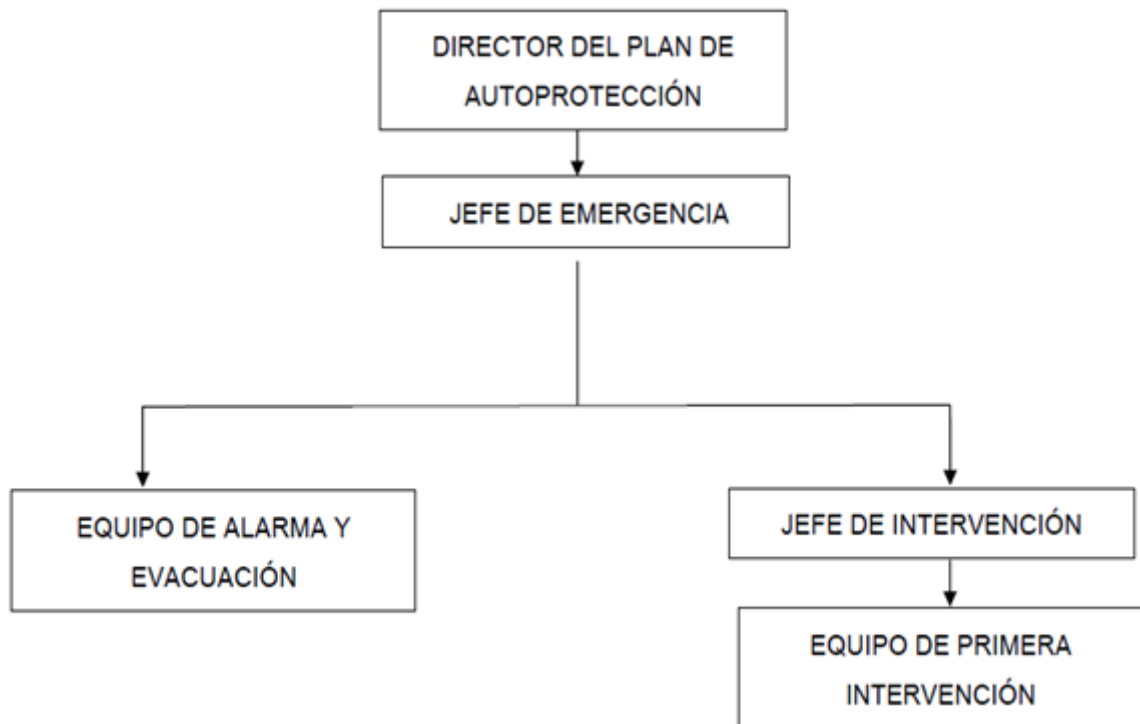 DIRECTOR DEL PLAN DE
AUTOPROTECCIÓN
JEFE DE EMERGENCIA
EQUIPO DE ALARMA Y
EVACUACIÓN
JEFE DE INTERVENCIÓN
EQUIPO DE PRIMERA
INTERVENCIÓN